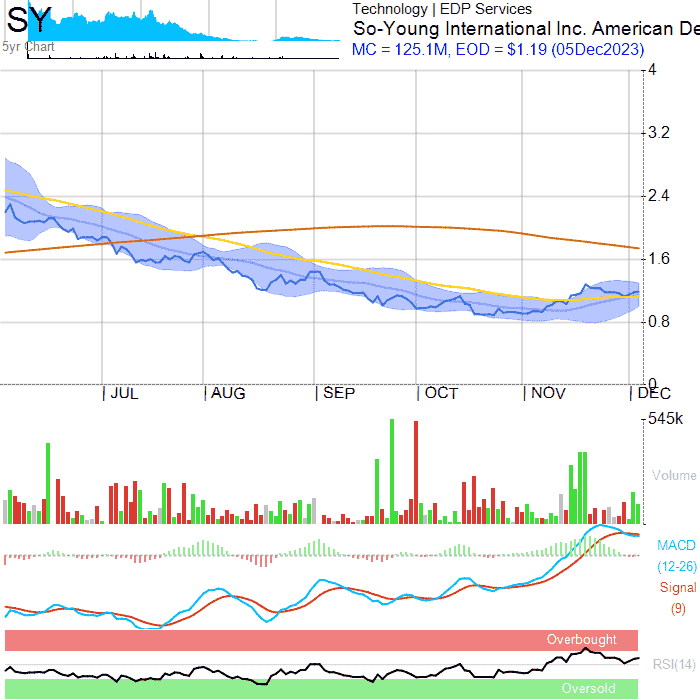 SY
5yr Chart
Technology | EDP Services
So-Young International Inc. American De
MC = 125.1M, EOD = $1.19 (05Dec2023)
4
3.2
2.4
1.6
0.8
0
JUL AUG SEP OCT NOV DEC
545k
Volume
MACD
(12-26)
Signal
(9)
Overbought
RSI(14)
Oversold